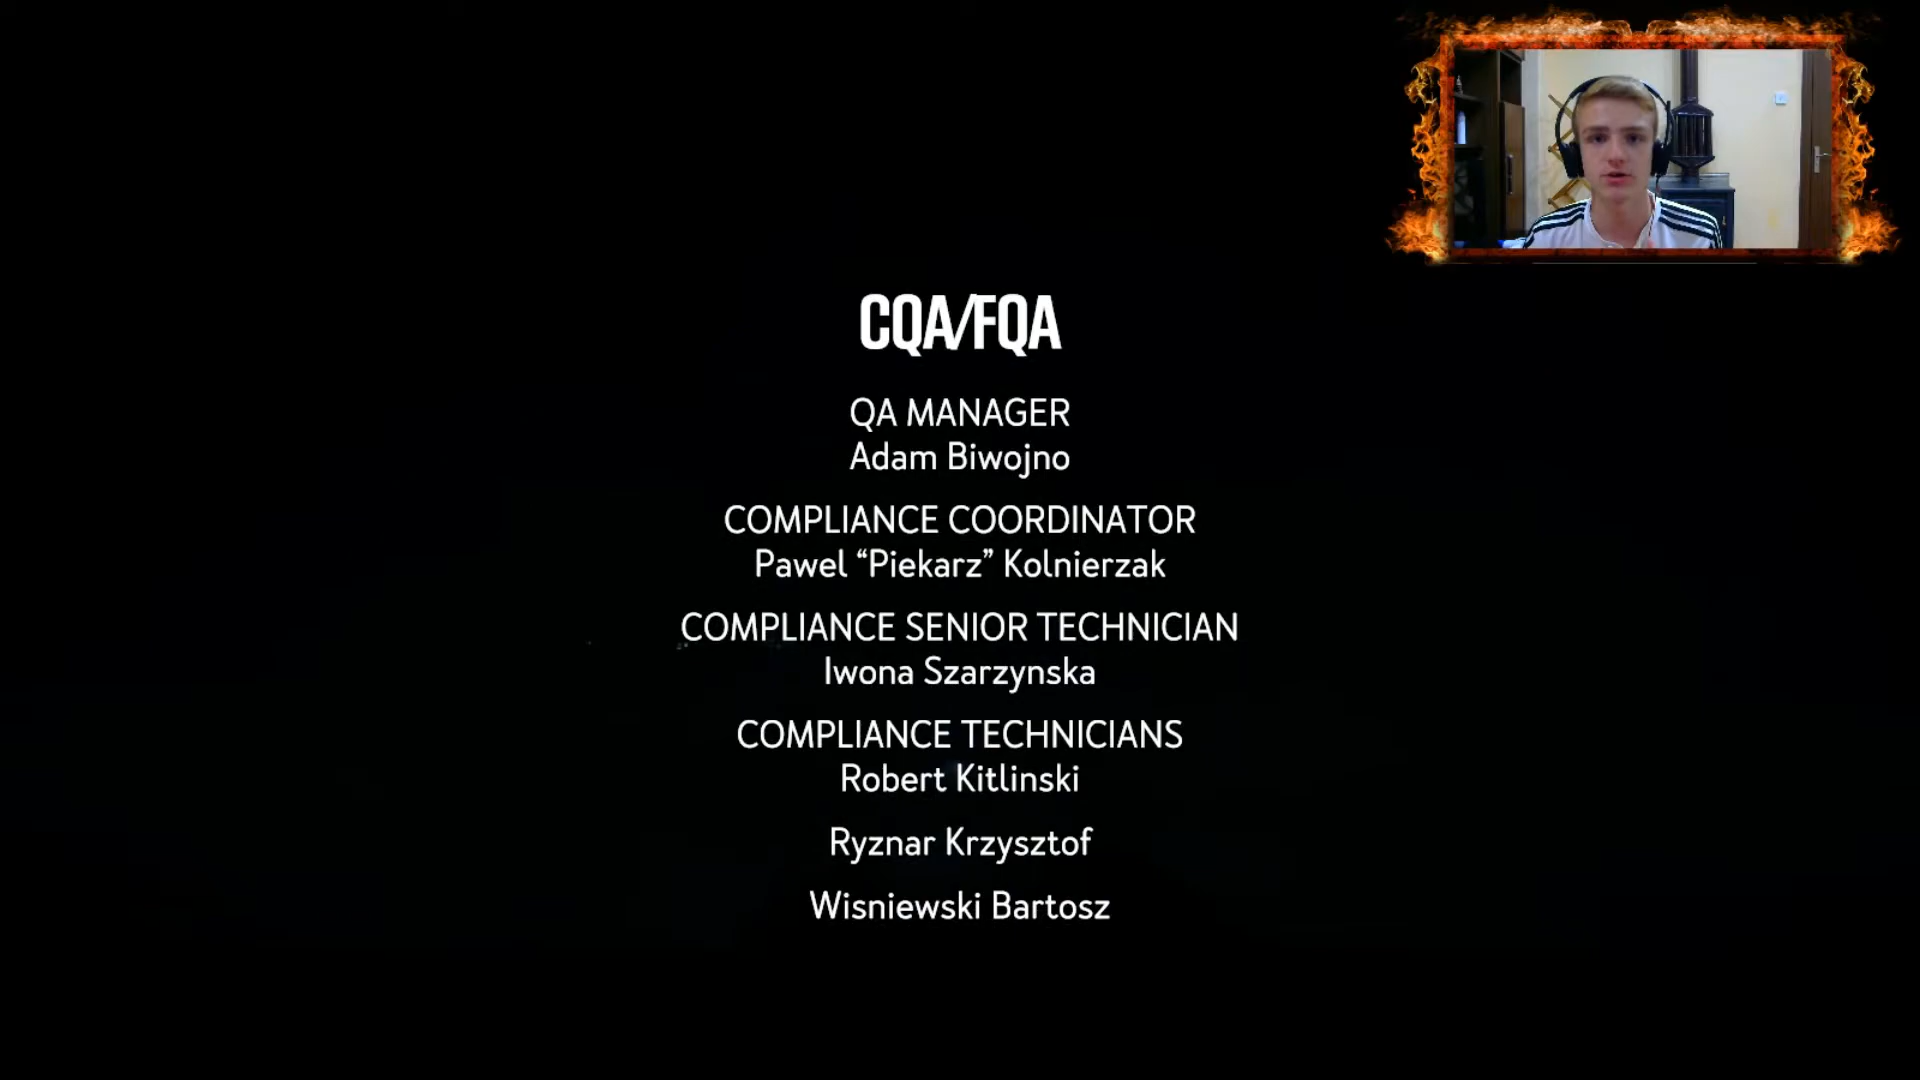 CQA/FQA
QA MANAGER
Adam Biwojno
COMPLIANCE COORDINATOR
Pawel “Piekarz” Kolnierzak
COMPLIANCE SENIOR TECHNICIAN
Iwona Szarzynska
COMPLIANCE TECHNICIANS
Robert Kitlinski
Ryznar Krzysztof
Wisniewski Bartosz